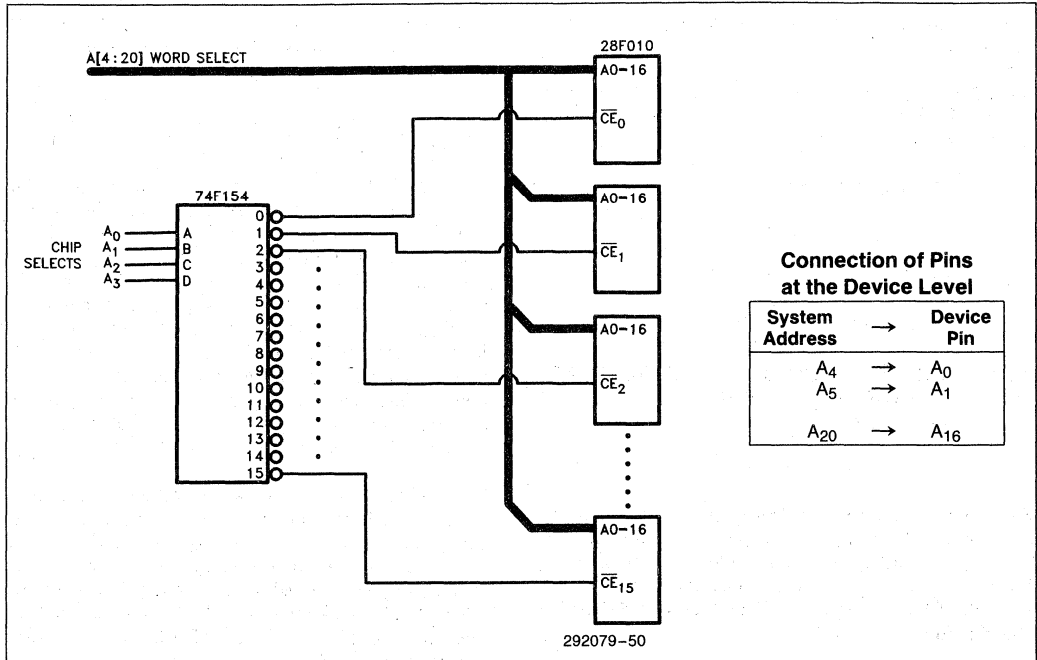 A[4:20] WORD SELECT
28F010
A0-16
CE0
74F154
CHIP SELECTS
A0
A1
A2
A3
A
B
C
D
0
1
2
3
4
5
6
7
8
9
10
11
12
13
14
15
A0-16
CE1
A0-16
CE2
A0-16
CE15
292079-50
Connection of Pins
at the Device Level
System Address → Device Pin
A4 → A0
A5 → A1
A20 → A16